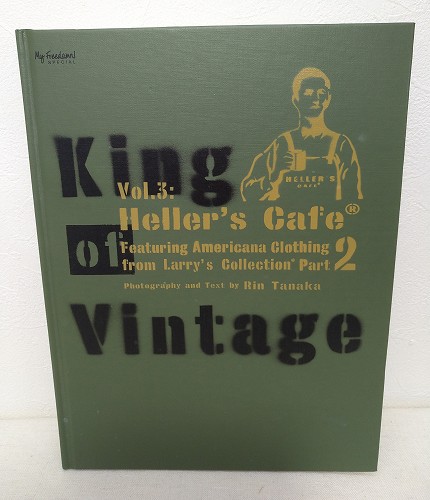 My Freedamn!
SPECIAL
HELLER'S
CAFE
King
Vol.3:
Heller's Cafe®
of
Featuring Americana Clothing
from Larry's Collection® Part 2
Photography and Text by Rin Tanaka
Vintage